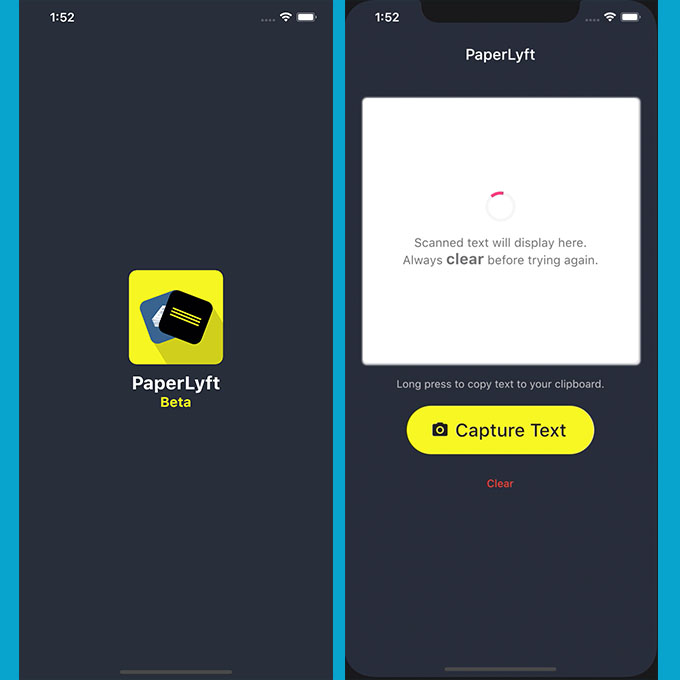 1:52
PaperLyft
Beta
1:52
PaperLyft
Scanned text will display here.
Always clear before trying again.
Long press to copy text to your clipboard.
Capture Text
Clear